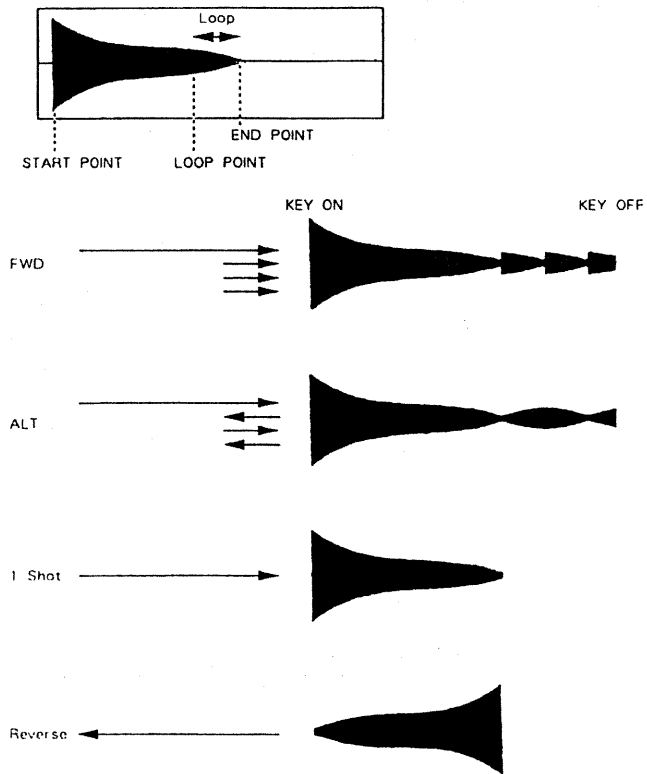 Loop
END POINT
START POINT LOOP POINT
KEY ON KEY OFF
FWD
ALT
1 Shot
Reverse